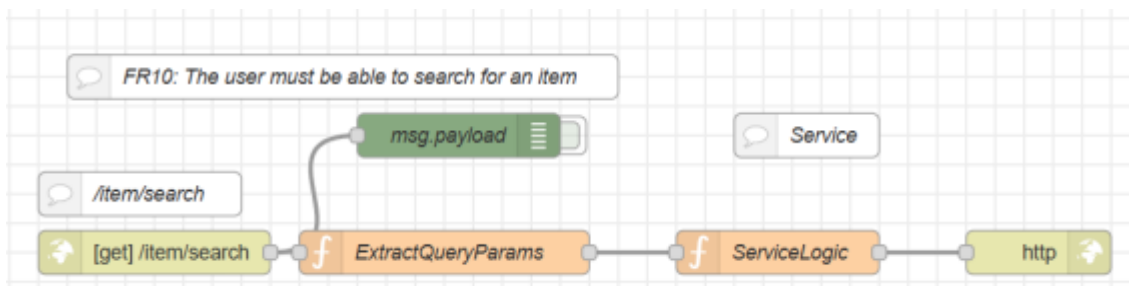 FR10: The user must be able to search for an item
msg.payload
Service
/item/search
[get] /item/search
ExtractQueryParams
ServiceLogic
http